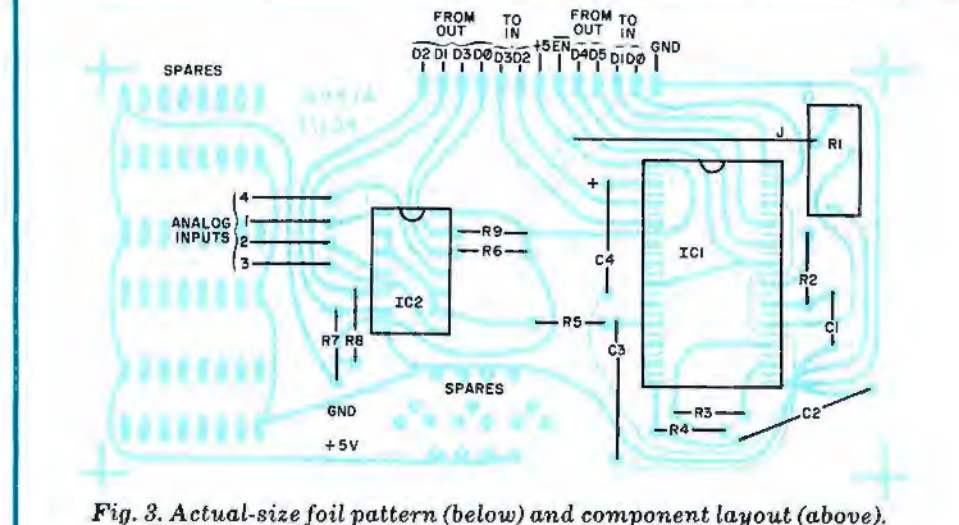 FROM OUT TO IN FROM OUT TO IN
D2 D1 D3 D0 D3 D2 +5 EN D4 D5 D1 D0 GND
SPARES
J
R1
4
ANALOG INPUTS
1
2
3
+
R9
R6
IC1
C4
R2
IC2
R5
C1
R7 R8
C3
SPARES
GND
R3
C2
R4
+5V
Fig. 3. Actual-size foil pattern (below) and component layout (above).